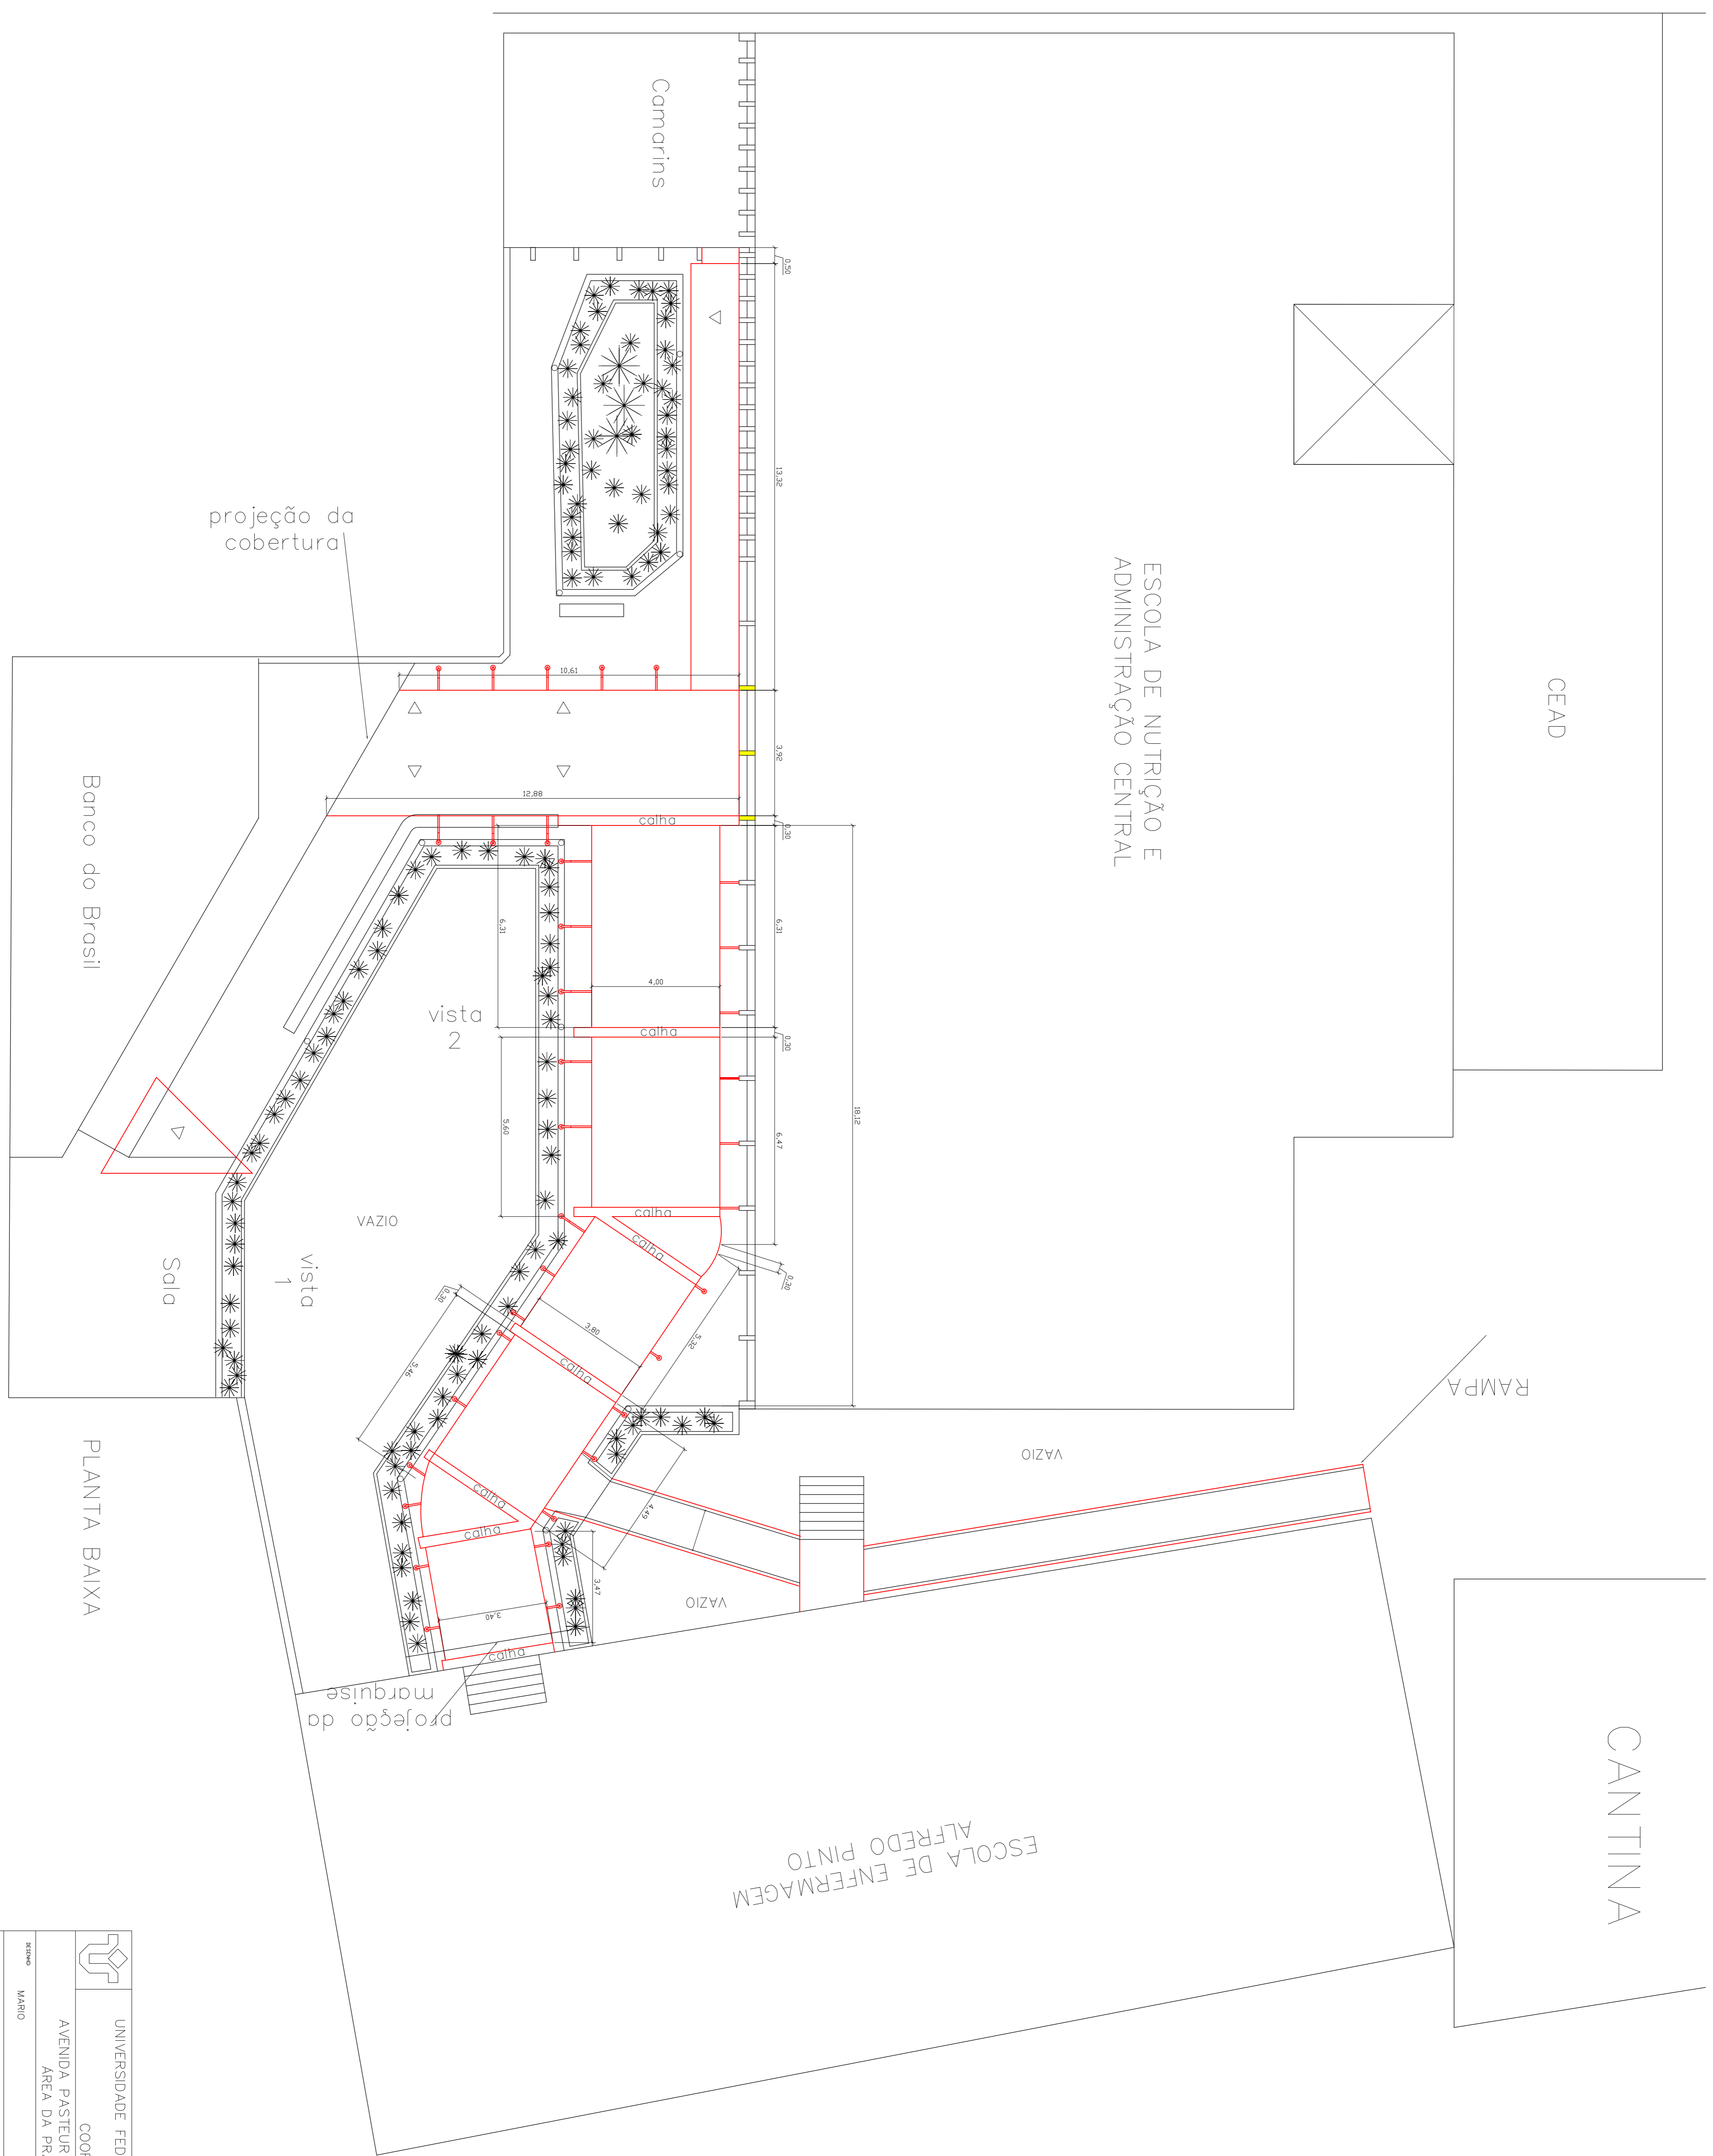 Camarins
0,50
13,32
projeção da
cobertura
ESCOLA DE NUTRIÇÃO E
ADMINISTRAÇÃO CENTRAL
CEAD
10,61
3,92
12,88
calha
0,30
Banco do Brasil
6,31
6,31
4,00
vista
2
calha
0,30
18,12
5,60
6,47
VAZIO
calha
calha
0,30
Sala
vista
1
0,30
3,80
5,32
5,46
calha
RAMPA
VAZIO
PLANTA BAIXA
calha
4,49
calha
3,47
3,40
VAZIO
calha
projeção da
marquise
ESCOLA DE ENFERMAGEM
ALFREDO PINTO
CANTINA
UNIVERSIDADE FED
COOR
AVENIDA PASTEUR
ÁREA DA PRA
DESENHO
MARIO